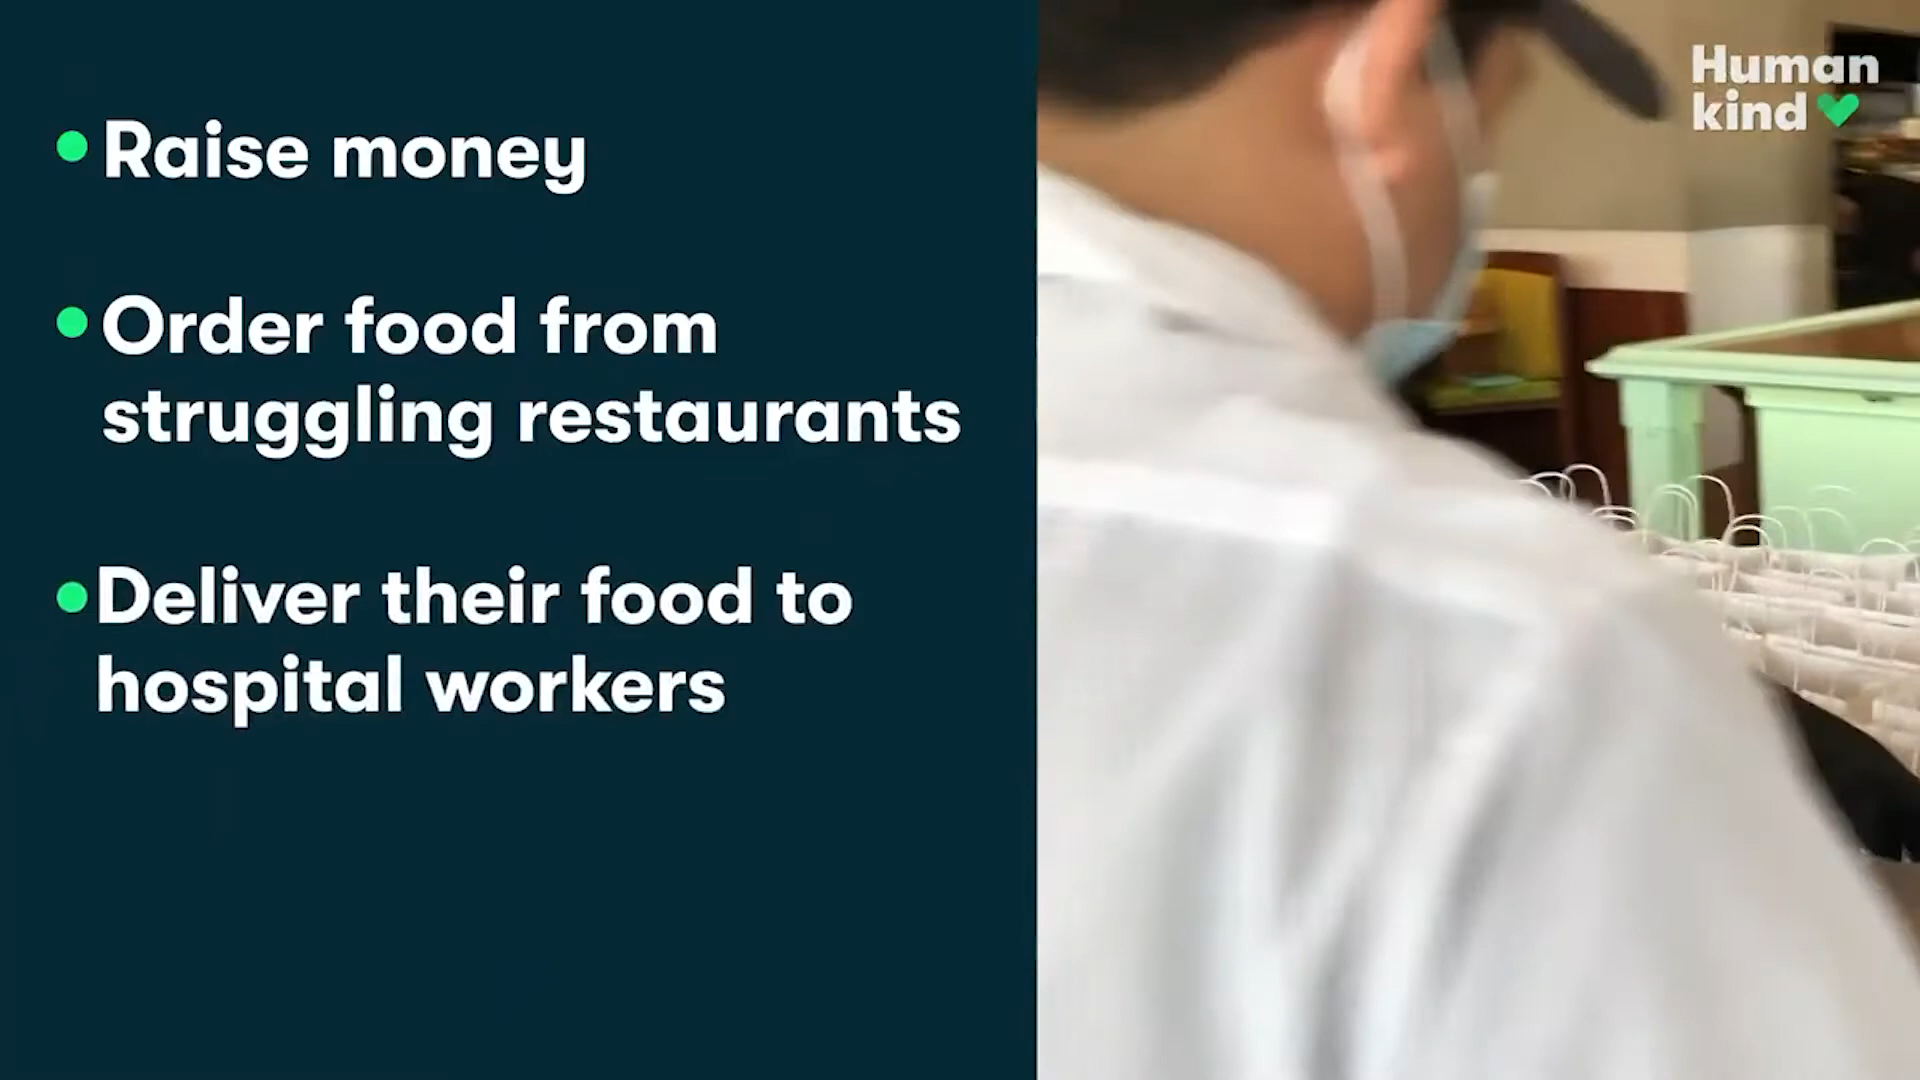 Raise money
Order food from
struggling restaurants
Deliver their food to
hospital workers
Human
kind